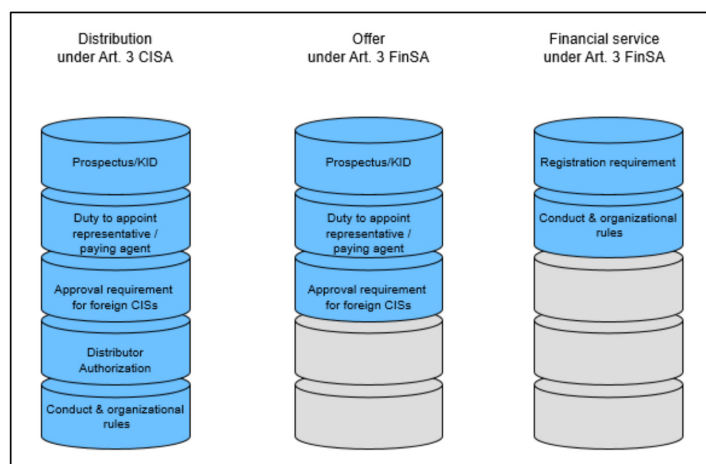 Distribution
under Art. 3 CISA
Offer
under Art. 3 FinSA
Financial service
under Art. 3 FinSA
Prospectus/KID
Duty to appoint
representative /
paying agent
Approval requirement
for foreign CISs
Distributor
Authorization
Conduct & organizational
rules
Prospectus/KID
Duty to appoint
representative /
paying agent
Approval requirement
for foreign CISs
Registration requirement
Conduct & organizational
rules